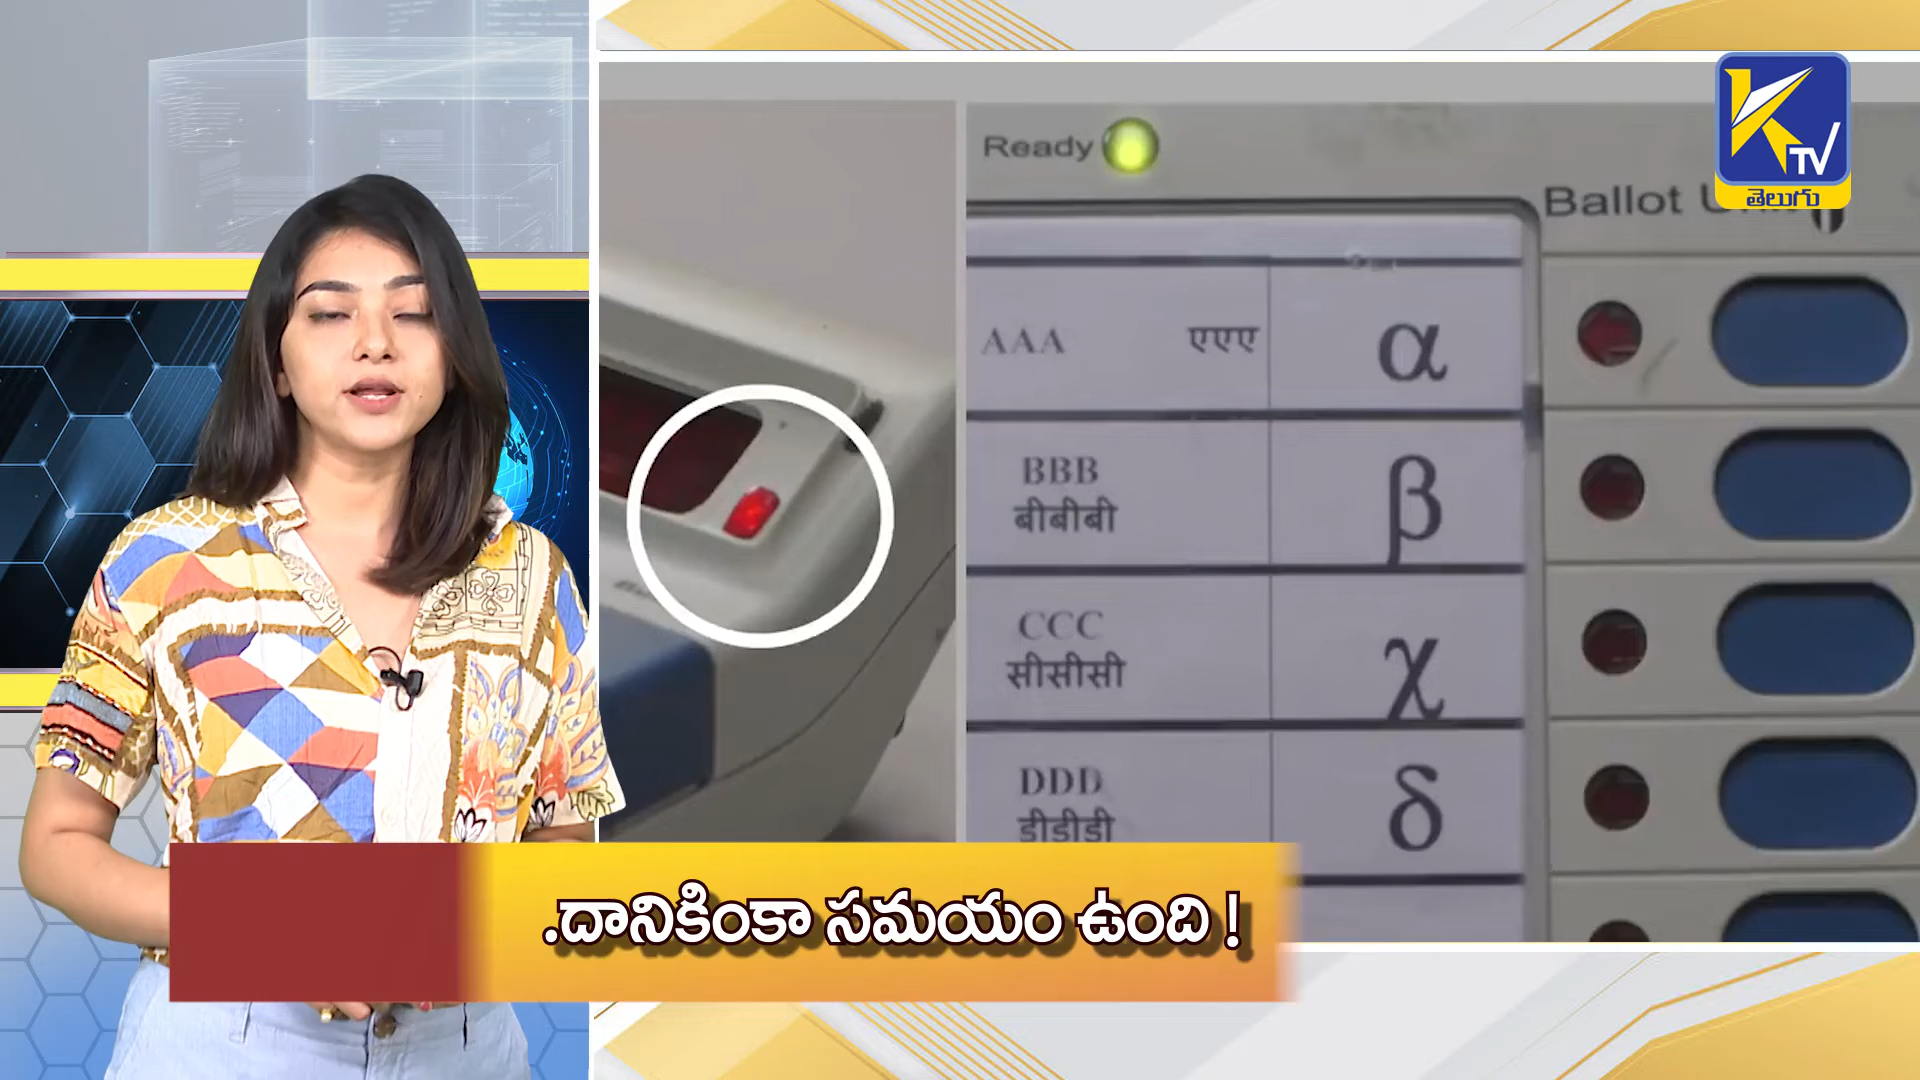 K
TV
తెలుగు
Ready
Ballot
AAA एएए α
BBB
बीबीबी β
CCC
सीसीसी χ
DDD
डीडीडी δ
.దానికింకా సమయం ఉంది !